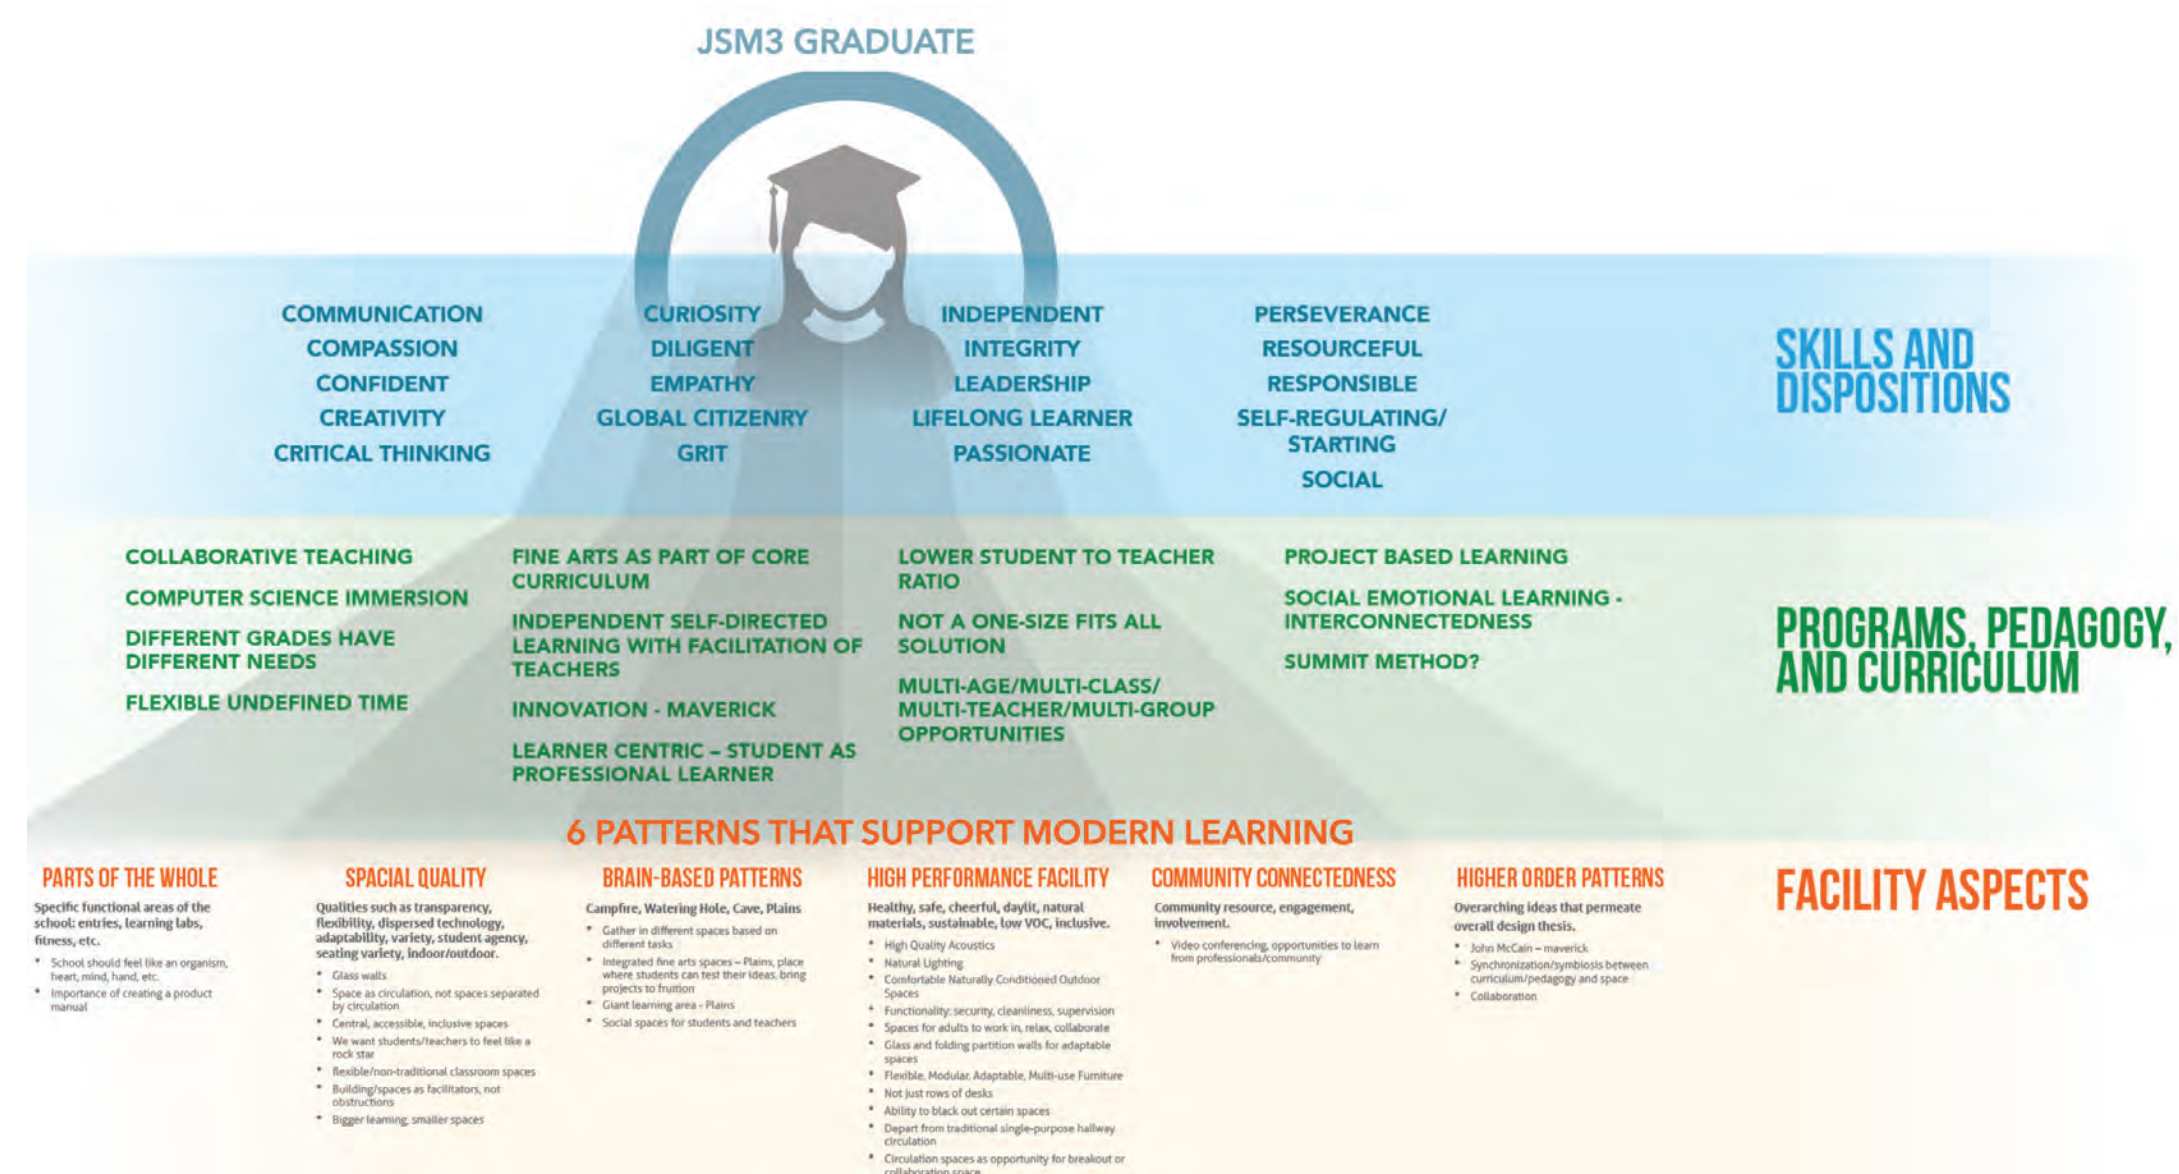 JSM3 GRADUATE
COMMUNICATION
COMPASSION
CONFIDENT
CREATIVITY
CRITICAL THINKING
CURIOSITY
DILIGENT
EMPATHY
GLOBAL CITIZENRY
GRIT
INDEPENDENT
INTEGRITY
LEADERSHIP
LIFELONG LEARNER
PASSIONATE
PERSEVERANCE
RESOURCEFUL
RESPONSIBLE
SELF-REGULATING/
STARTING
SOCIAL
SKILLS AND
DISPOSITIONS
COLLABORATIVE TEACHING
COMPUTER SCIENCE IMMERSION
DIFFERENT GRADES HAVE
DIFFERENT NEEDS
FLEXIBLE UNDEFINED TIME
FINE ARTS AS PART OF CORE
CURRICULUM
INDEPENDENT SELF-DIRECTED
LEARNING WITH FACILITATION OF
TEACHERS
INNOVATION - MAVERICK
LEARNER CENTRIC – STUDENT AS
PROFESSIONAL LEARNER
LOWER STUDENT TO TEACHER
RATIO
NOT A ONE-SIZE FITS ALL
SOLUTION
MULTI-AGE/MULTI-CLASS/
MULTI-TEACHER/MULTI-GROUP
OPPORTUNITIES
PROJECT BASED LEARNING
SOCIAL EMOTIONAL LEARNING -
INTERCONNECTEDNESS
SUMMIT METHOD?
PROGRAMS, PEDAGOGY,
AND CURRICULUM
6 PATTERNS THAT SUPPORT MODERN LEARNING
PARTS OF THE WHOLE
Specific functional areas of the
school: entries, learning labs,
fitness, etc.
* School should feel like an organism,
heart, mind, hand, etc.
* Importance of creating a product
manual
SPACIAL QUALITY
Qualities such as transparency,
flexibility, dispersed technology,
adaptability, variety, student agency,
seating variety, indoor/outdoor.
* Glass walls
* Space as circulation, not spaces separated
by circulation
* Central, accessible, inclusive spaces
* We want students/teachers to feel like a
rock star
* flexible/non-traditional classroom spaces
* Building/spaces as facilitators, not
obstructions
* Bigger learning, smaller spaces
BRAIN-BASED PATTERNS
Campfire, Watering Hole, Cave, Plains
* Gather in different spaces based on
different tasks
* Integrated fine arts spaces – Plains, place
where students can test their ideas, bring
projects to fruition
* Giant learning area - Plains
* Social spaces for students and teachers
HIGH PERFORMANCE FACILITY
Healthy, safe, cheerful, daylit, natural
materials, sustainable, low VOC, inclusive.
* High Quality Acoustics
* Natural Lighting
* Comfortable Naturally Conditioned Outdoor
Spaces
* Functionality, security, cleanliness, supervision
* Spaces for adults to work in, relax, collaborate
* Glass and folding partition walls for adaptable
spaces
* Flexible, Modular, Adaptable, Multi-use Furniture
* Not just rows of desks
* Ability to black out certain spaces
* Depart from traditional single-purpose hallway
circulation
* Circulation spaces as opportunity for breakout or
collaboration space
COMMUNITY CONNECTEDNESS
Community resource, engagement,
involvement.
* Video conferencing, opportunities to learn
from professionals/community
HIGHER ORDER PATTERNS
Overarching ideas that permeate
overall design thesis.
* John McCain – maverick
* Synchronization/symbiosis between
curriculum/pedagogy and space
* Collaboration
FACILITY ASPECTS